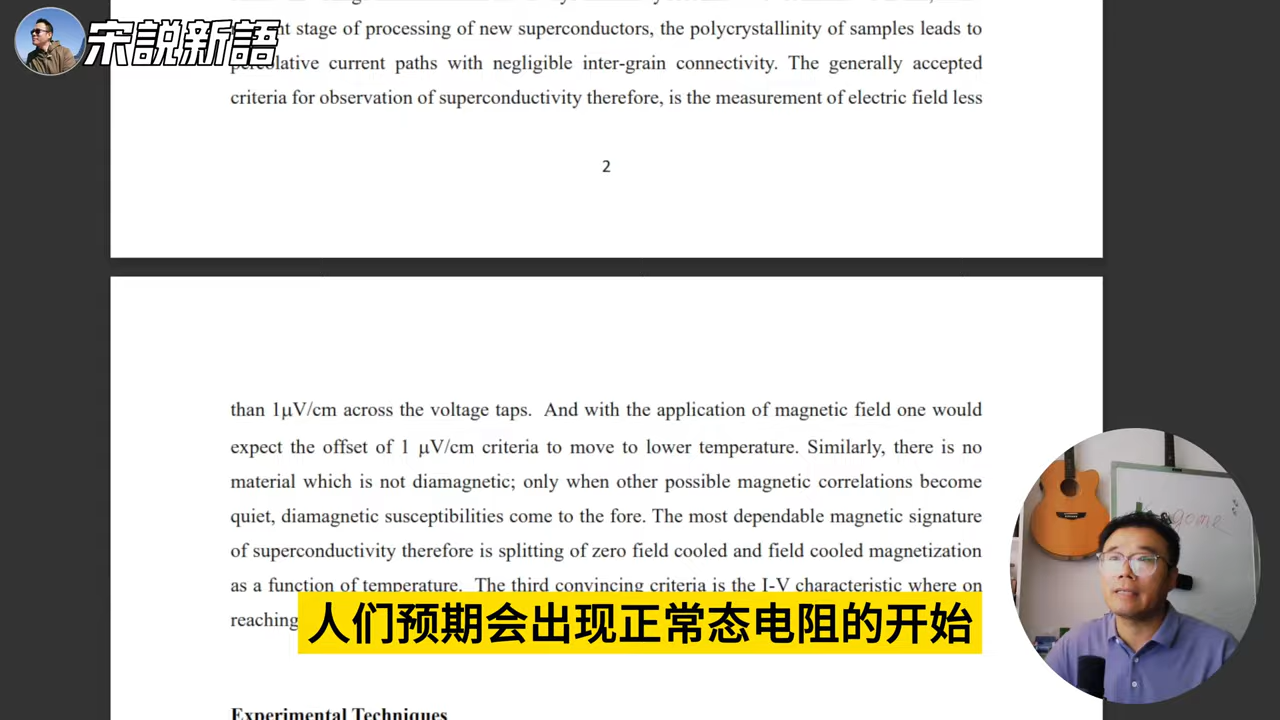 宋説新語
stage of processing of new superconductors, the polycrystallinity of samples leads to
percolative current paths with negligible inter-grain connectivity. The generally accepted
criteria for observation of superconductivity therefore, is the measurement of electric field less
2
than 1μV/cm across the voltage taps. And with the application of magnetic field one would
expect the offset of 1 μV/cm criteria to move to lower temperature. Similarly, there is no
material which is not diamagnetic; only when other possible magnetic correlations become
quiet, diamagnetic susceptibilities come to the fore. The most dependable magnetic signature
of superconductivity therefore is splitting of zero field cooled and field cooled magnetization
as a function of temperature. The third convincing criteria is the I-V characteristic where on
reaching
人们预期会出现正常态电阻的开始
Experimental Techniques